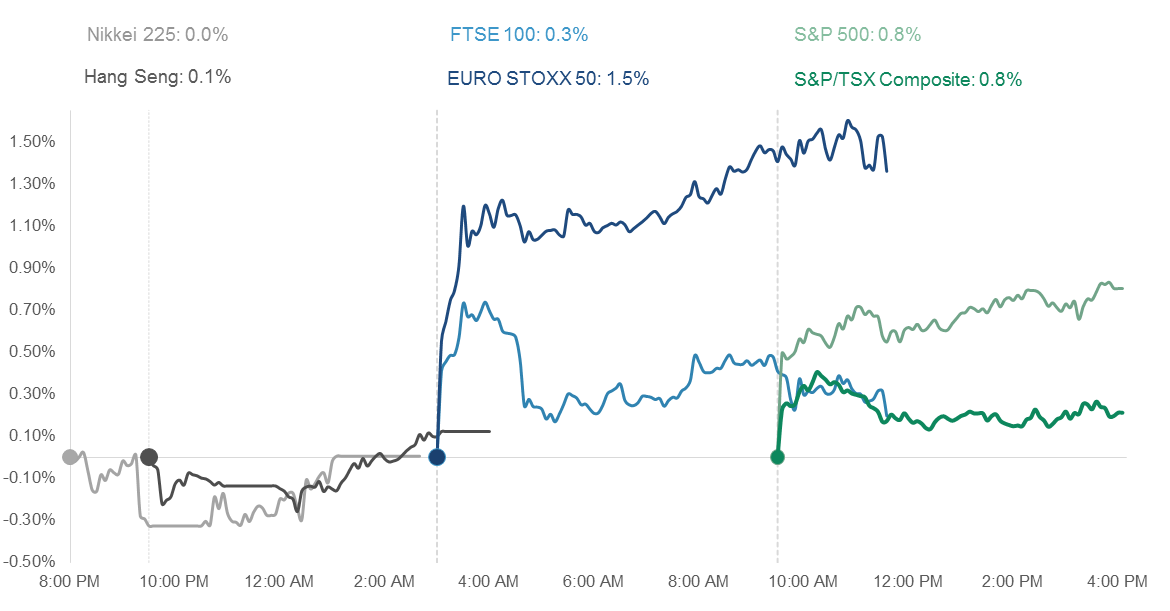 Nikkei 225: 0.0%
FTSE 100: 0.3%
S&P 500: 0.8%
Hang Seng: 0.1%
EURO STOXX 50: 1.5%
S&P/TSX Composite: 0.8%
1.50%
1.30%
1.10%
0.90%
0.70%
0.50%
0.30%
0.10%
-0.10%
-0.30%
-0.50%
8:00 PM 10:00 PM 12:00 AM 2:00 AM 4:00 AM 6:00 AM 8:00 AM 10:00 AM 12:00 PM 2:00 PM 4:00 PM